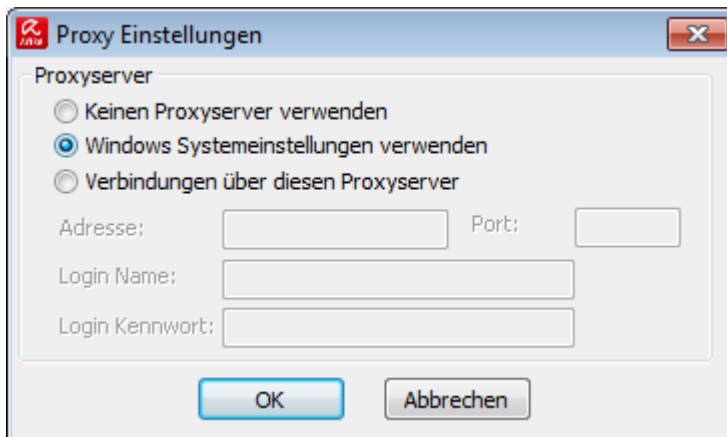 Proxy Einstellungen
Proxyserver
Keinen Proxyserver verwenden
Windows Systemeinstellungen verwenden
Verbindungen über diesen Proxyserver
Adresse: Port:
Login Name:
Login Kennwort:
OK Abbrechen